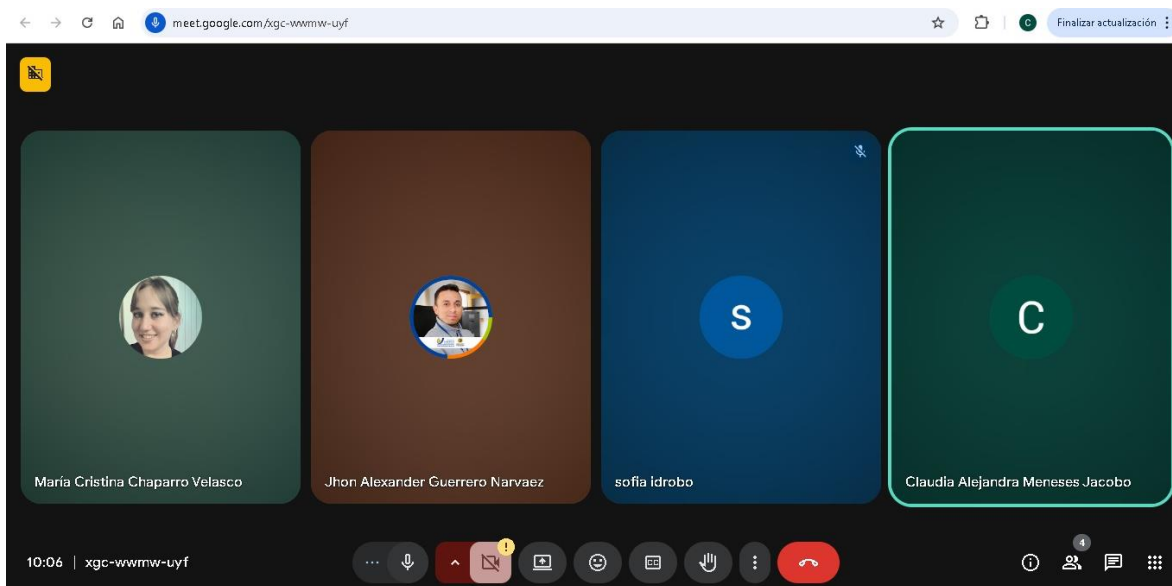 meet.google.com/xgc-wwmw-uyf
C
Finalizar actualización
S
C
María Cristina Chaparro Velasco
Jhon Alexander Guerrero Narvaez
sofia idrobo
Claudia Alejandra Meneses Jacobo
!
4
10:06 | xgc-wwmw-uyf
CC